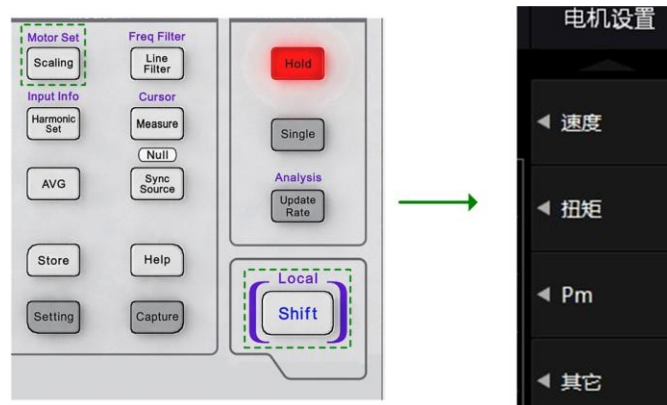 Motor Set
Scaling
Freq Filter
Line
Filter
Input Info
Harmonic
Set
Cursor
Measure
AVG
Null
Sync
Source
Store
Help
Setting
Capture
Hold
Single
Analysis
Update
Rate
Local
Shift
电机设置
速度
扭矩
Pm
其它